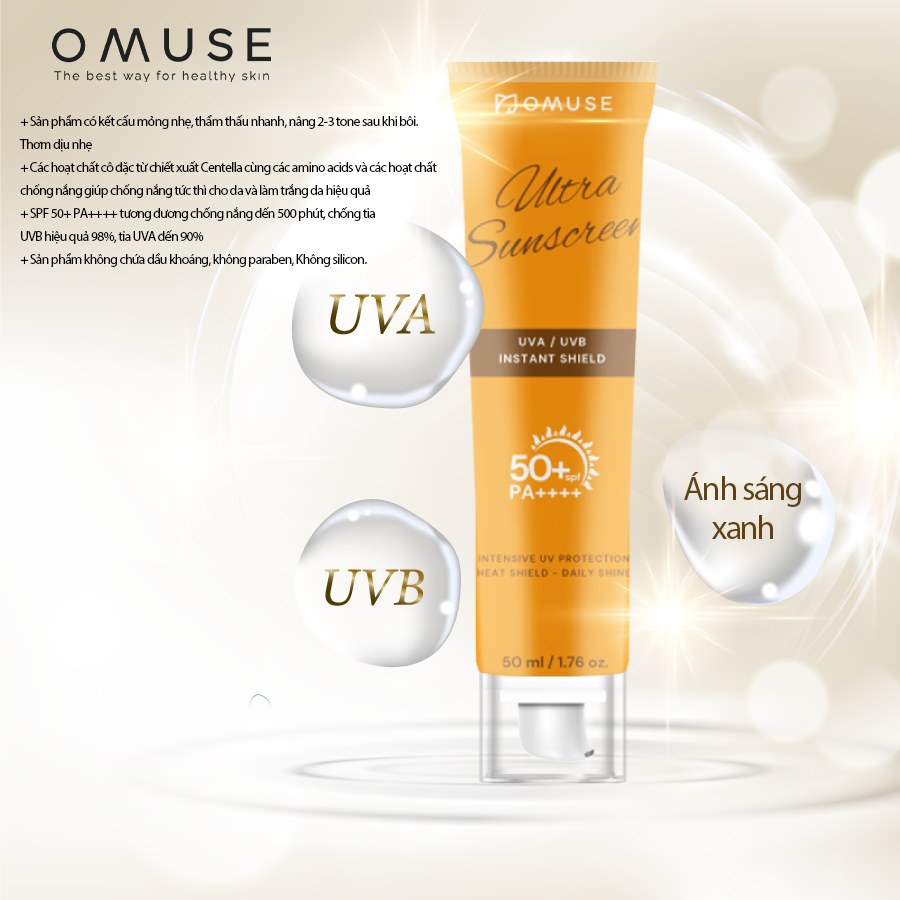 OMUSE
The best way for healthy skın
+ Sản phẩm có kết cấu mỏng nhẹ, thẩm thấu nhanh, nâng 2-3 tone sau khi bôi.
Thơm dịu nhẹ
+ Các hoạt chất cô dặc từ chiết xuất Centella cùng các amino acids và các hoạt chất
chống nắng giúp chống nắng tức thì cho da và làm trắng da hiệu quả
+ SPF 50+ PA++++ tương dương chống nắng đến 500 phút, chống tia
UVB hiệu quả 98%, tia UVA đến 90%
+ Sản phẩm không chứa dầu khoáng, không paraben, Không silicon.
OMUSE
Ultra
Sunscreen
UVA / UVB
INSTANT SHIELD
50+ spf
PA++++
INTENSIVE UV PROTECTION
HEAT SHIELD - DAILY SHINE
50 ml / 1.76 oz.
UVA
UVB
Ánh sáng
xanh